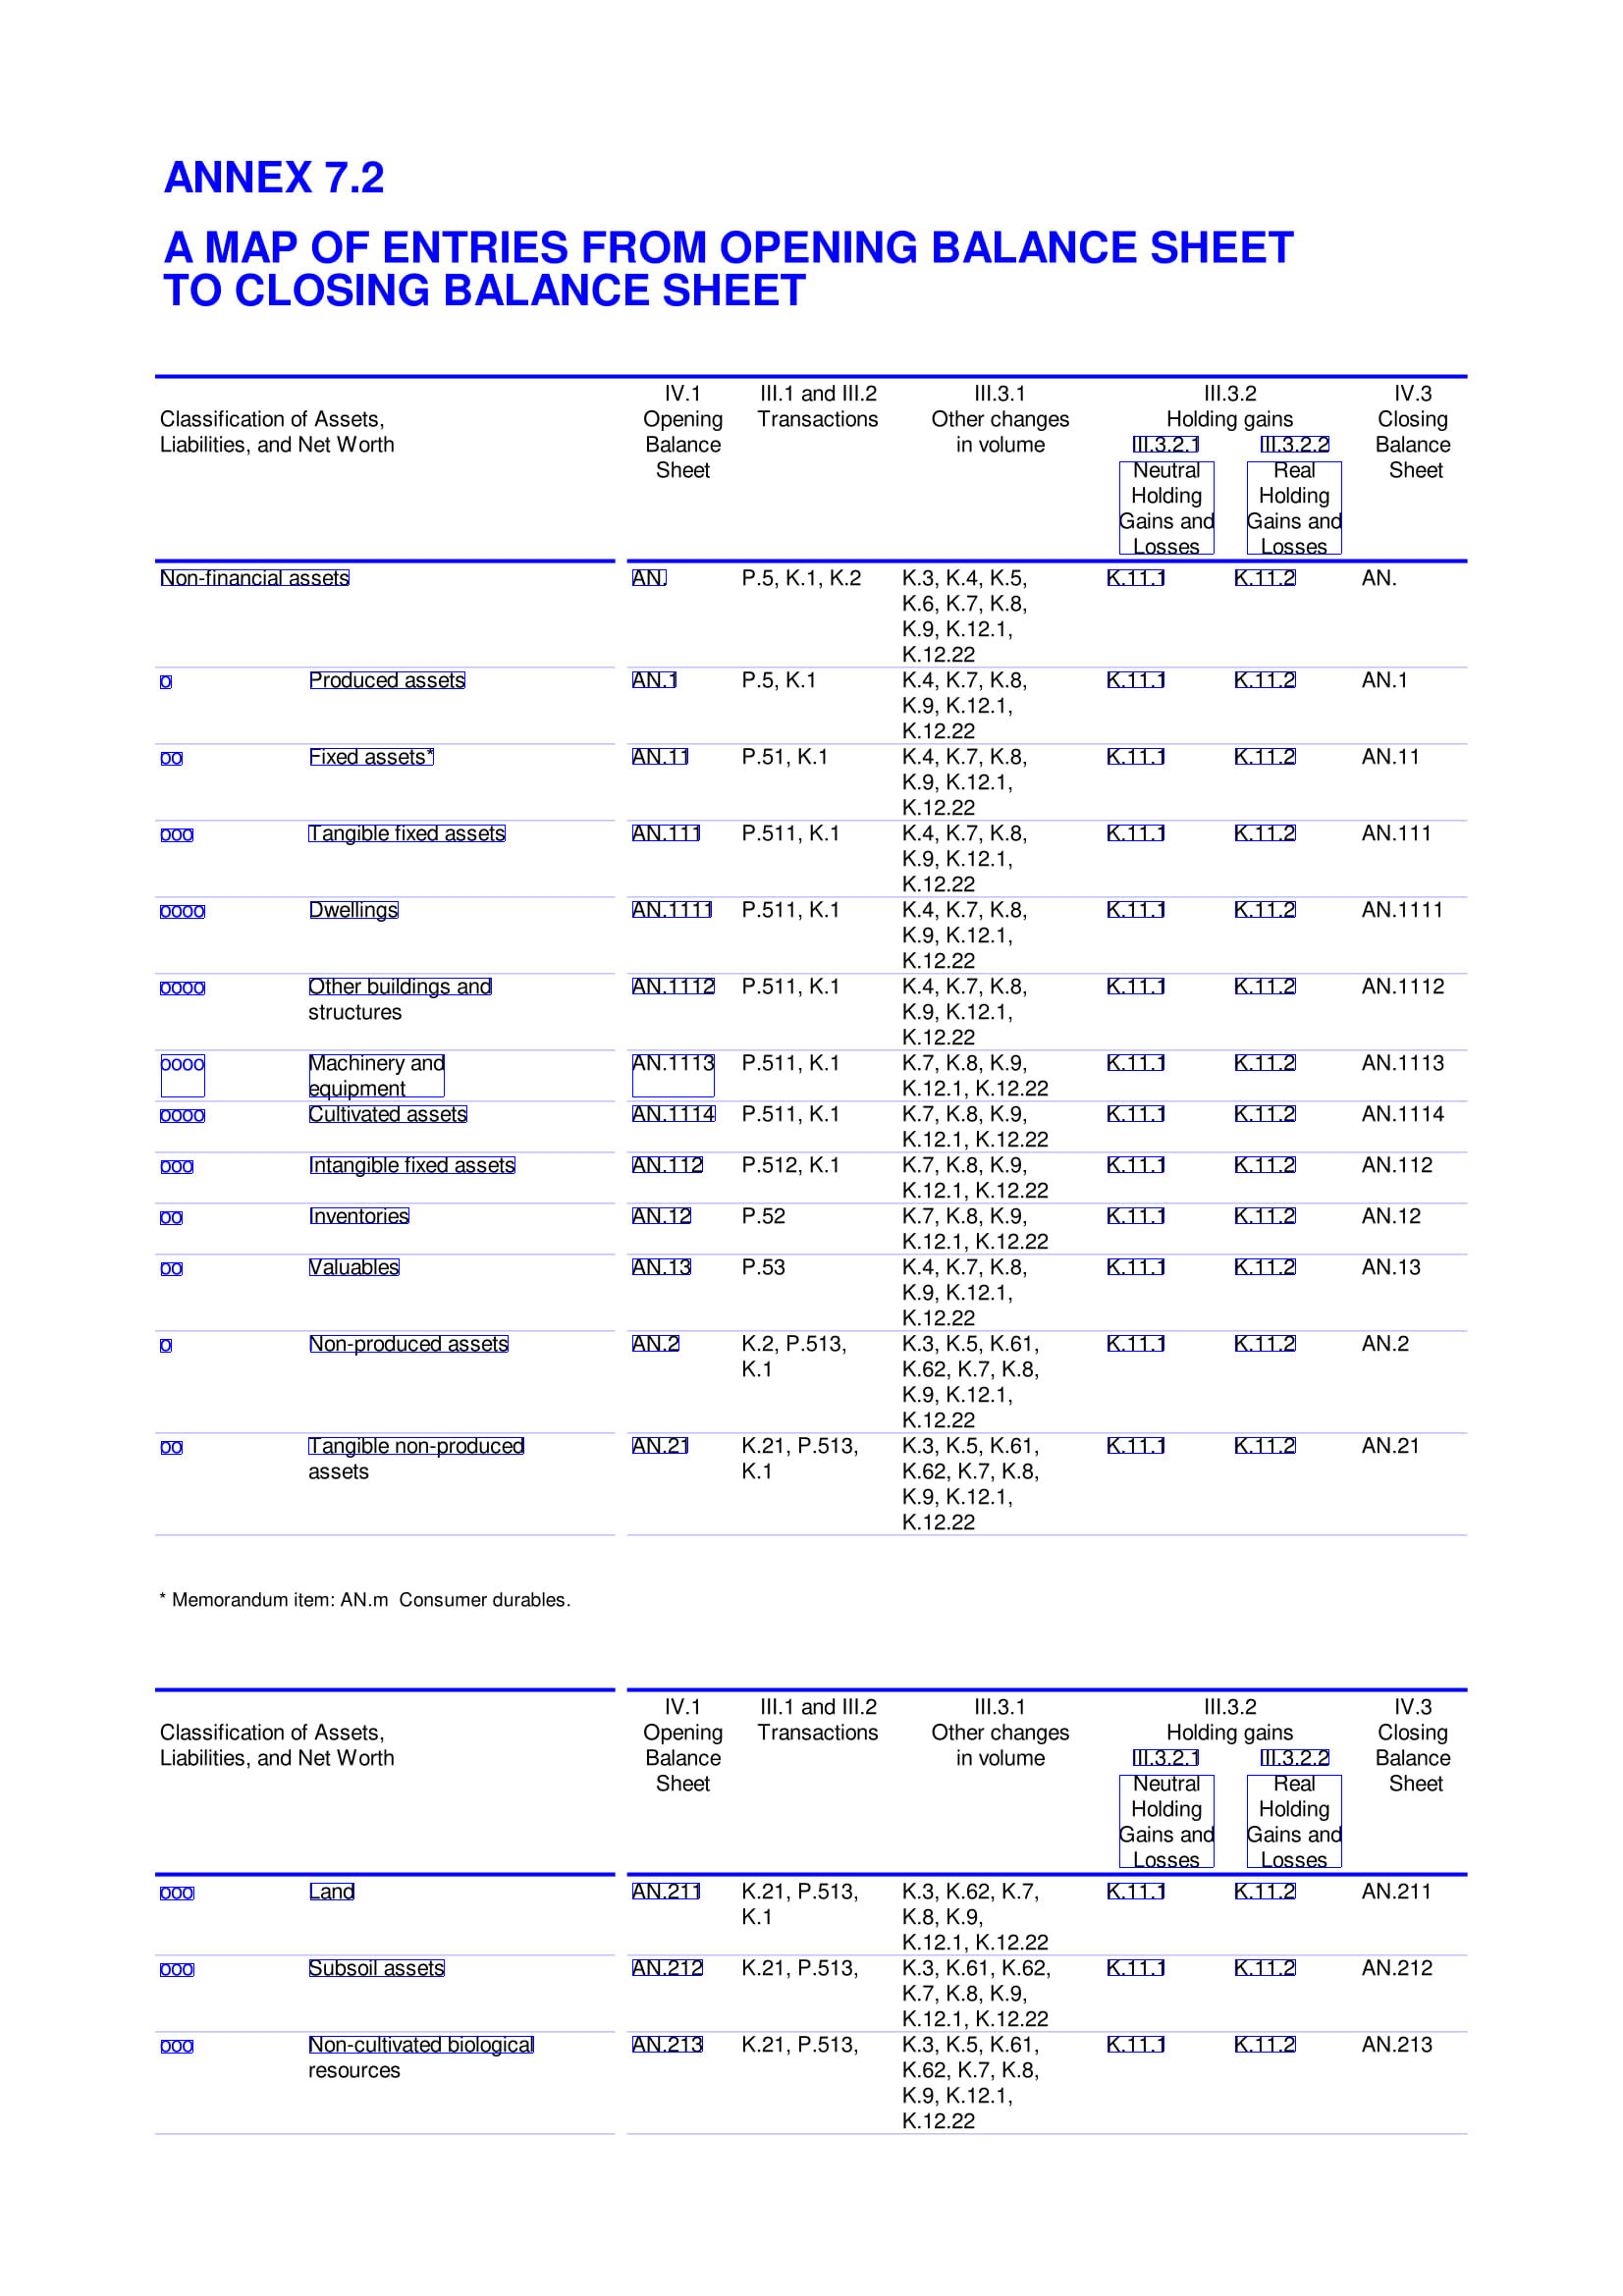 ANNEX 7.2
A MAP OF ENTRIES FROM OPENING BALANCE SHEET
TO CLOSING BALANCE SHEET
IV.1 III.1 and III.2 III.3.1 III.3.2 IV.3
Classification of Assets, Opening Transactions Other changes Holding gains Closing
Liabilities, and Net Worth Balance in volume III.3.2.1 III.3.2.2 Balance
Sheet Neutral Real Sheet
Holding Holding
Gains and Gains and
Losses Losses
Non-financial assets AN. P.5, K.1, K.2 K.3, K.4, K.5, K.11.1 K.11.2 AN.
K.6, K.7, K.8,
K.9, K.12.1,
K.12.22
o Produced assets AN.1 P.5, K.1 K.4, K.7, K.8, K.11.1 K.11.2 AN.1
K.9, K.12.1,
K.12.22
oo Fixed assets* AN.11 P.51, K.1 K.4, K.7, K.8, K.11.1 K.11.2 AN.11
K.9, K.12.1,
K.12.22
ooo Tangible fixed assets AN.111 P.511, K.1 K.4, K.7, K.8, K.11.1 K.11.2 AN.111
K.9, K.12.1,
K.12.22
oooo Dwellings AN.1111 P.511, K.1 K.4, K.7, K.8, K.11.1 K.11.2 AN.1111
K.9, K.12.1,
K.12.22
oooo Other buildings and AN.1112 P.511, K.1 K.4, K.7, K.8, K.11.1 K.11.2 AN.1112
structures K.9, K.12.1,
K.12.22
oooo Machinery and AN.1113 P.511, K.1 K.7, K.8, K.9, K.11.1 K.11.2 AN.1113
equipment K.12.1, K.12.22
oooo Cultivated assets AN.1114 P.511, K.1 K.7, K.8, K.9, K.11.1 K.11.2 AN.1114
K.12.1, K.12.22
ooo Intangible fixed assets AN.112 P.512, K.1 K.7, K.8, K.9, K.11.1 K.11.2 AN.112
K.12.1, K.12.22
oo Inventories AN.12 P.52 K.7, K.8, K.9, K.11.1 K.11.2 AN.12
K.12.1, K.12.22
oo Valuables AN.13 P.53 K.4, K.7, K.8, K.11.1 K.11.2 AN.13
K.9, K.12.1,
K.12.22
o Non-produced assets AN.2 K.2, P.513, K.3, K.5, K.61, K.11.1 K.11.2 AN.2
K.1 K.62, K.7, K.8,
K.9, K.12.1,
K.12.22
oo Tangible non-produced AN.21 K.21, P.513, K.3, K.5, K.61, K.11.1 K.11.2 AN.21
assets K.1 K.62, K.7, K.8,
K.9, K.12.1,
K.12.22
* Memorandum item: AN.m Consumer durables.
IV.1 III.1 and III.2 III.3.1 III.3.2 IV.3
Classification of Assets, Opening Transactions Other changes Holding gains Closing
Liabilities, and Net Worth Balance in volume III.3.2.1 III.3.2.2 Balance
Sheet Neutral Real Sheet
Holding Holding
Gains and Gains and
Losses Losses
ooo Land AN.211 K.21, P.513, K.3, K.62, K.7, K.11.1 K.11.2 AN.211
K.1 K.8, K.9,
K.12.1, K.12.22
ooo Subsoil assets AN.212 K.21, P.513, K.3, K.61, K.62, K.11.1 K.11.2 AN.212
K.7, K.8, K.9,
K.12.1, K.12.22
ooo Non-cultivated biological AN.213 K.21, P.513, K.3, K.5, K.61, K.11.1 K.11.2 AN.213
resources K.62, K.7, K.8,
K.9, K.12.1,
K.12.22